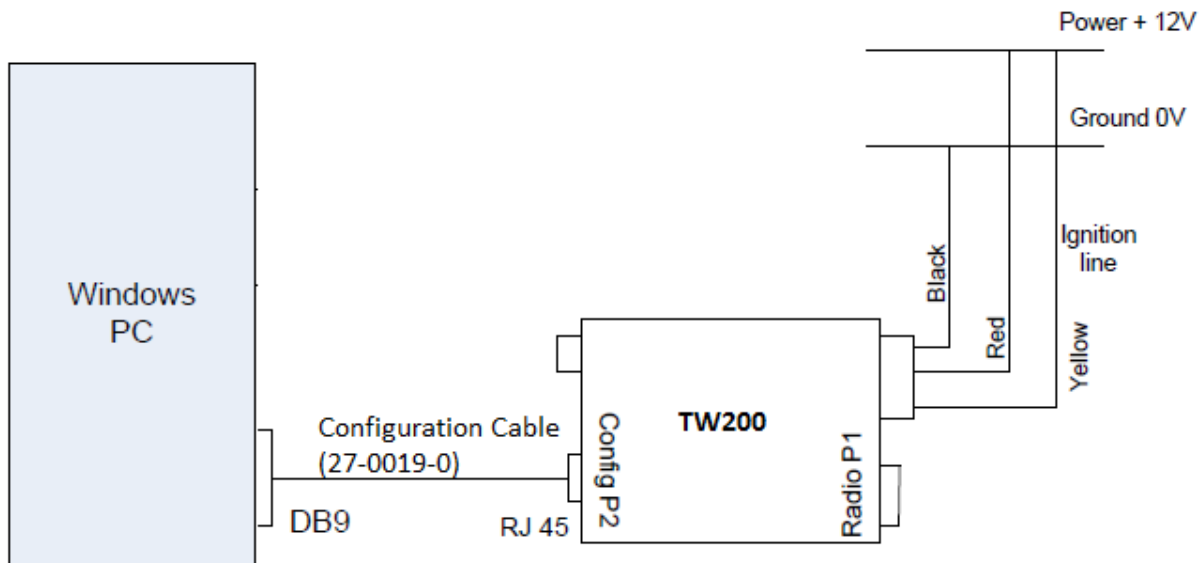 Power + 12V
Ground 0V
Ignition
line
Black
Red
Yellow
Windows
PC
Configuration Cable
(27-0019-0)
DB9
RJ 45
Config P2
TW200
Radio P1